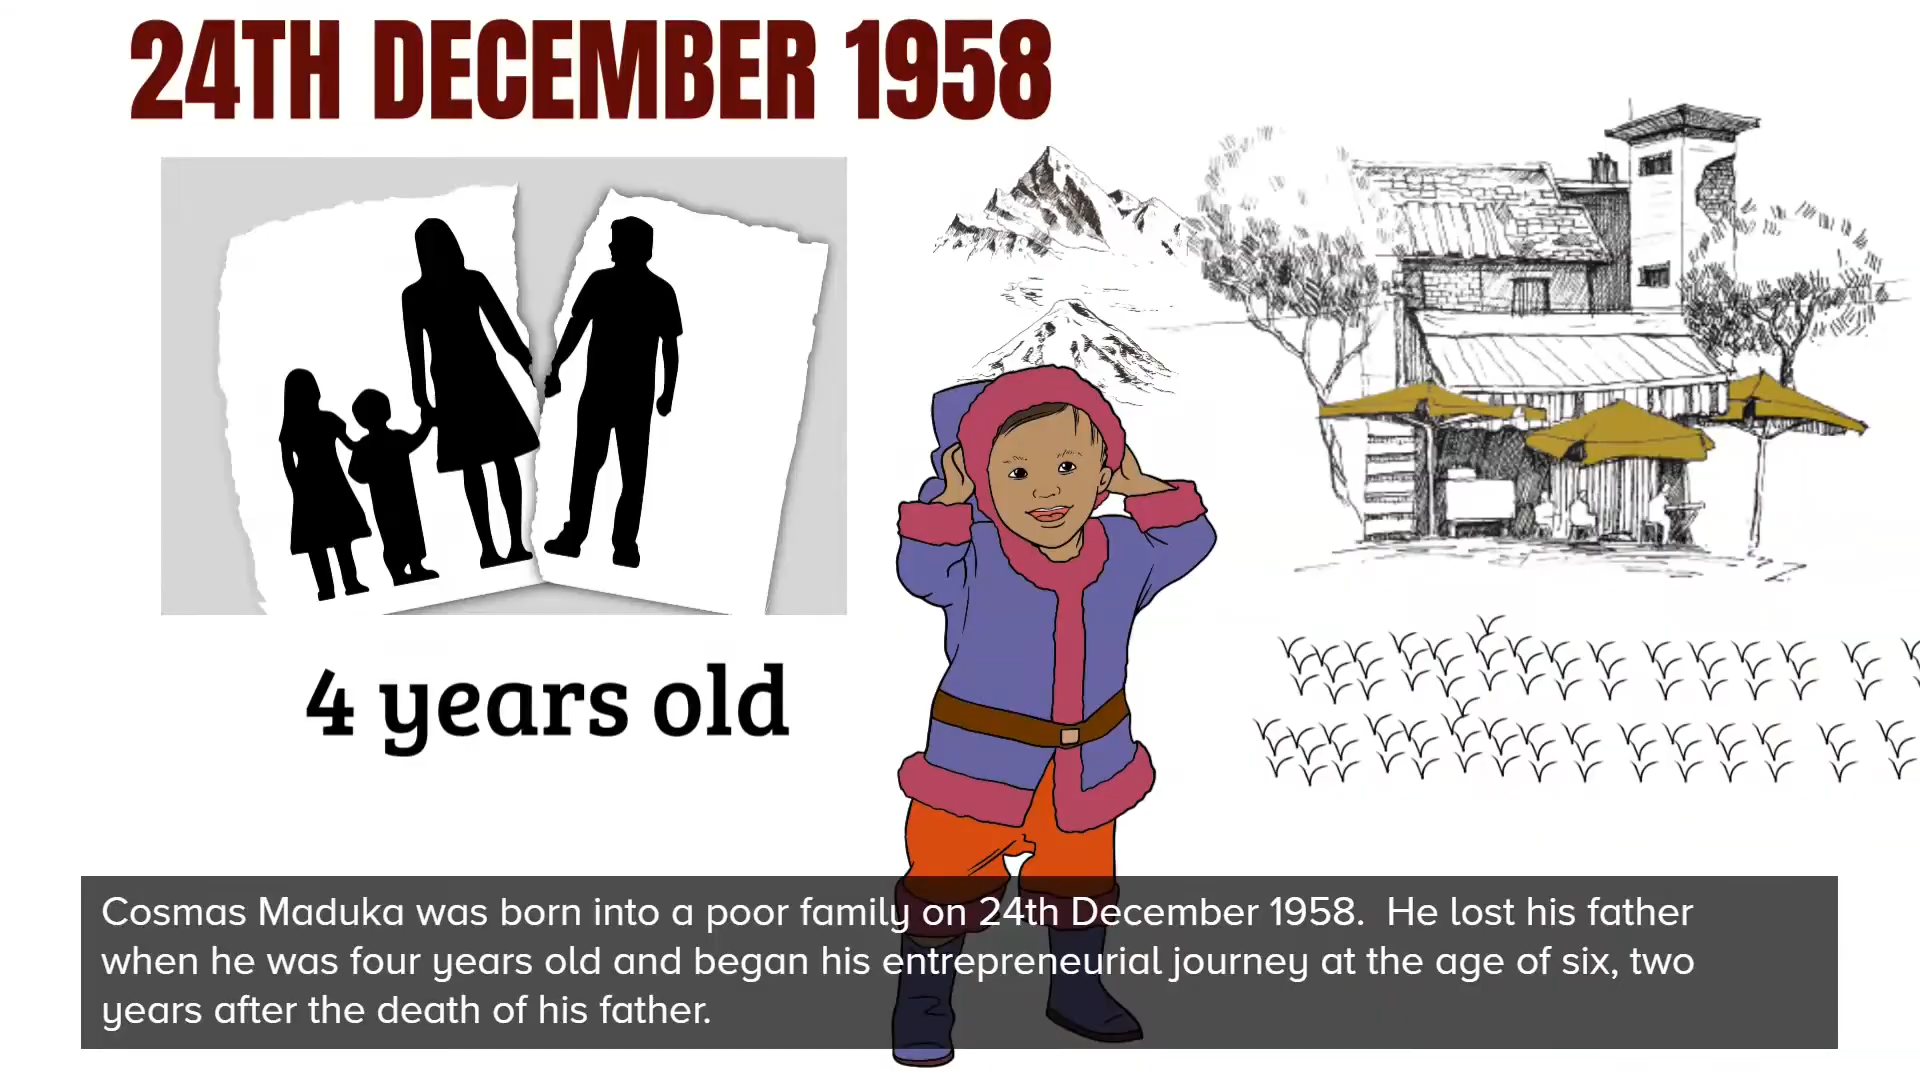 24TH DECEMBER 1958
4 years old
Cosmas Maduka was born into a poor family on 24th December 1958.  He lost his father
when he was four years old and began his entrepreneurial journey at the age of six, two
years after the death of his father.